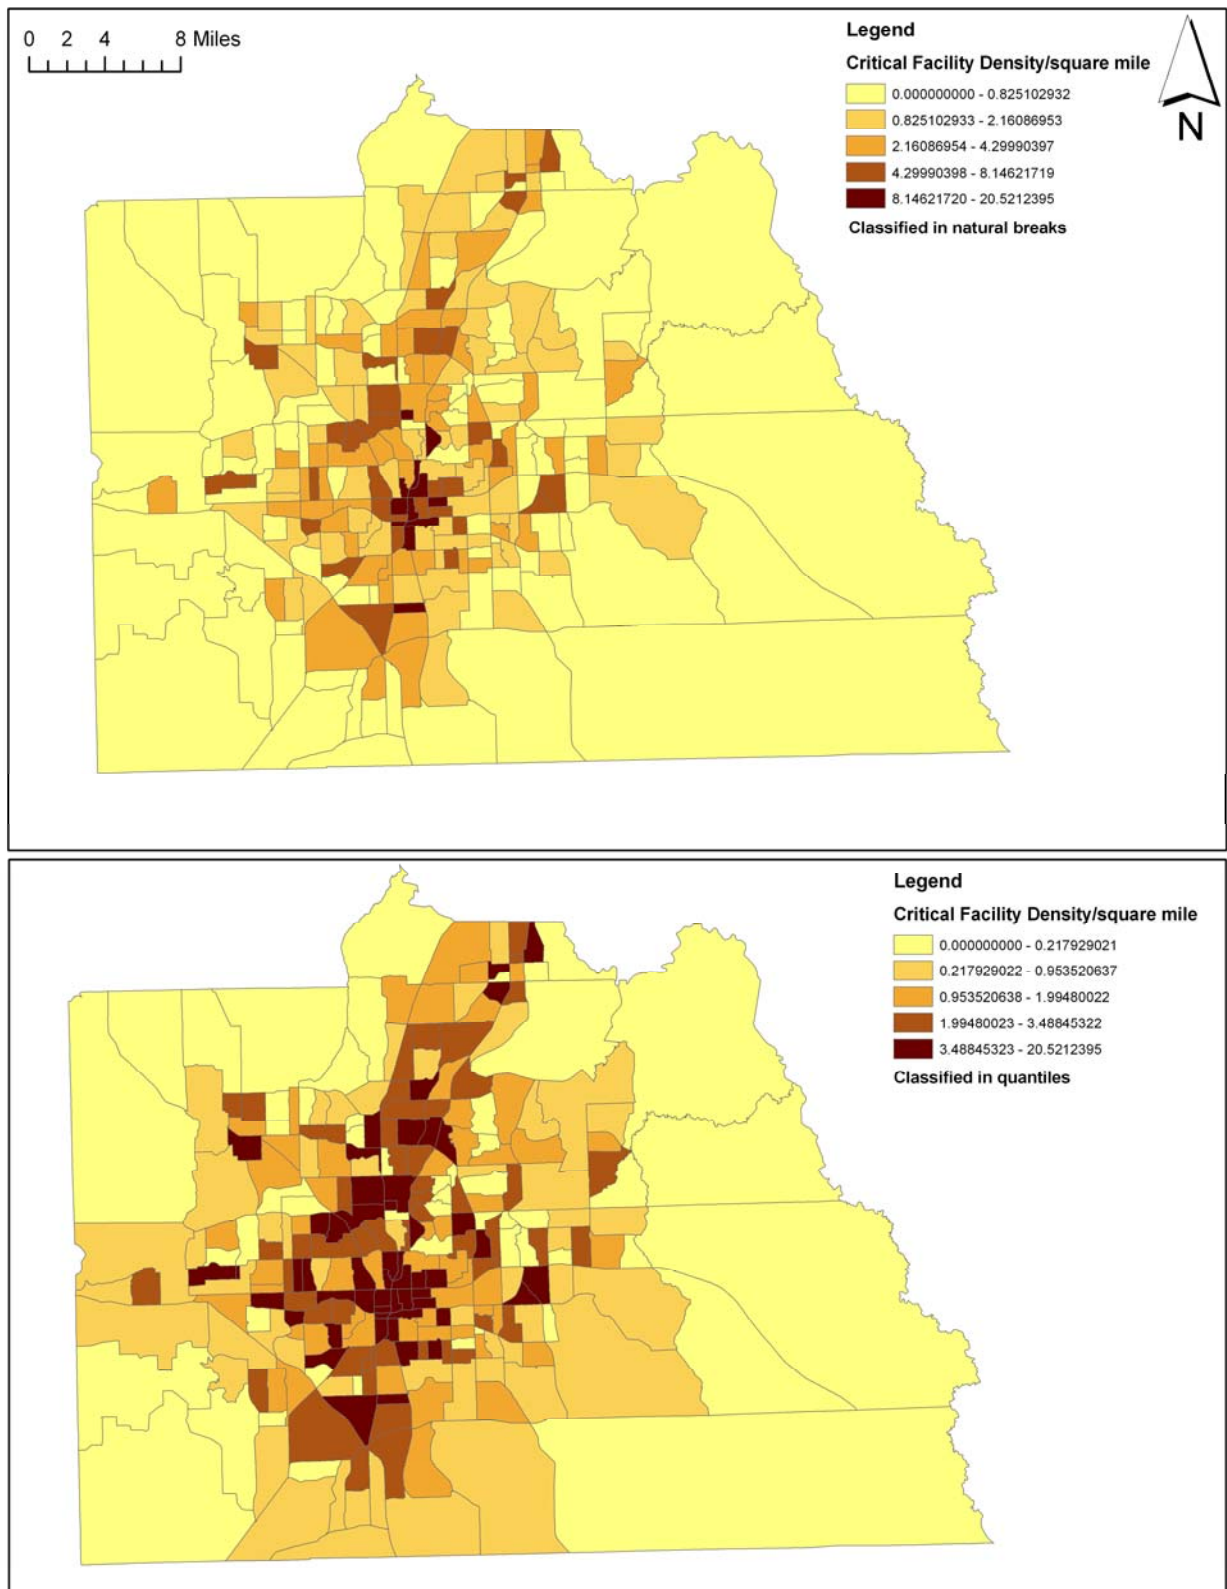 0 2 4 8 Miles
Legend
Critical Facility Density/square mile
0.000000000 - 0.825102932
0.825102933 - 2.16086953
2.16086954 - 4.29990397
4.29990398 - 8.14621719
8.14621720 - 20.5212395
Classified in natural breaks
N
Legend
Critical Facility Density/square mile
0.000000000 - 0.217929021
0.217929022 - 0.953520637
0.953520638 - 1.99480022
1.99480023 - 3.48845322
3.48845323 - 20.5212395
Classified in quantiles